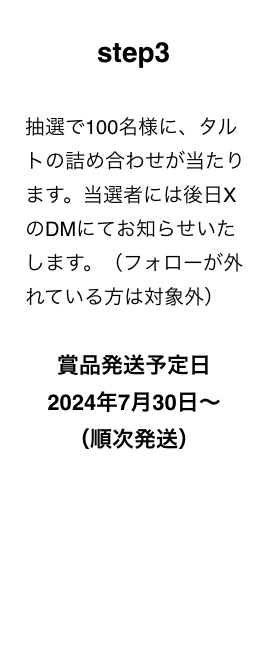 step3
抽選で100名様に、タル
トの詰め合わせが当たり
ます。当選者には後日X
のDMにてお知らせいた
します。（フォローが外
れている方は対象外）
賞品発送予定日
2024年7月30日〜
（順次発送）